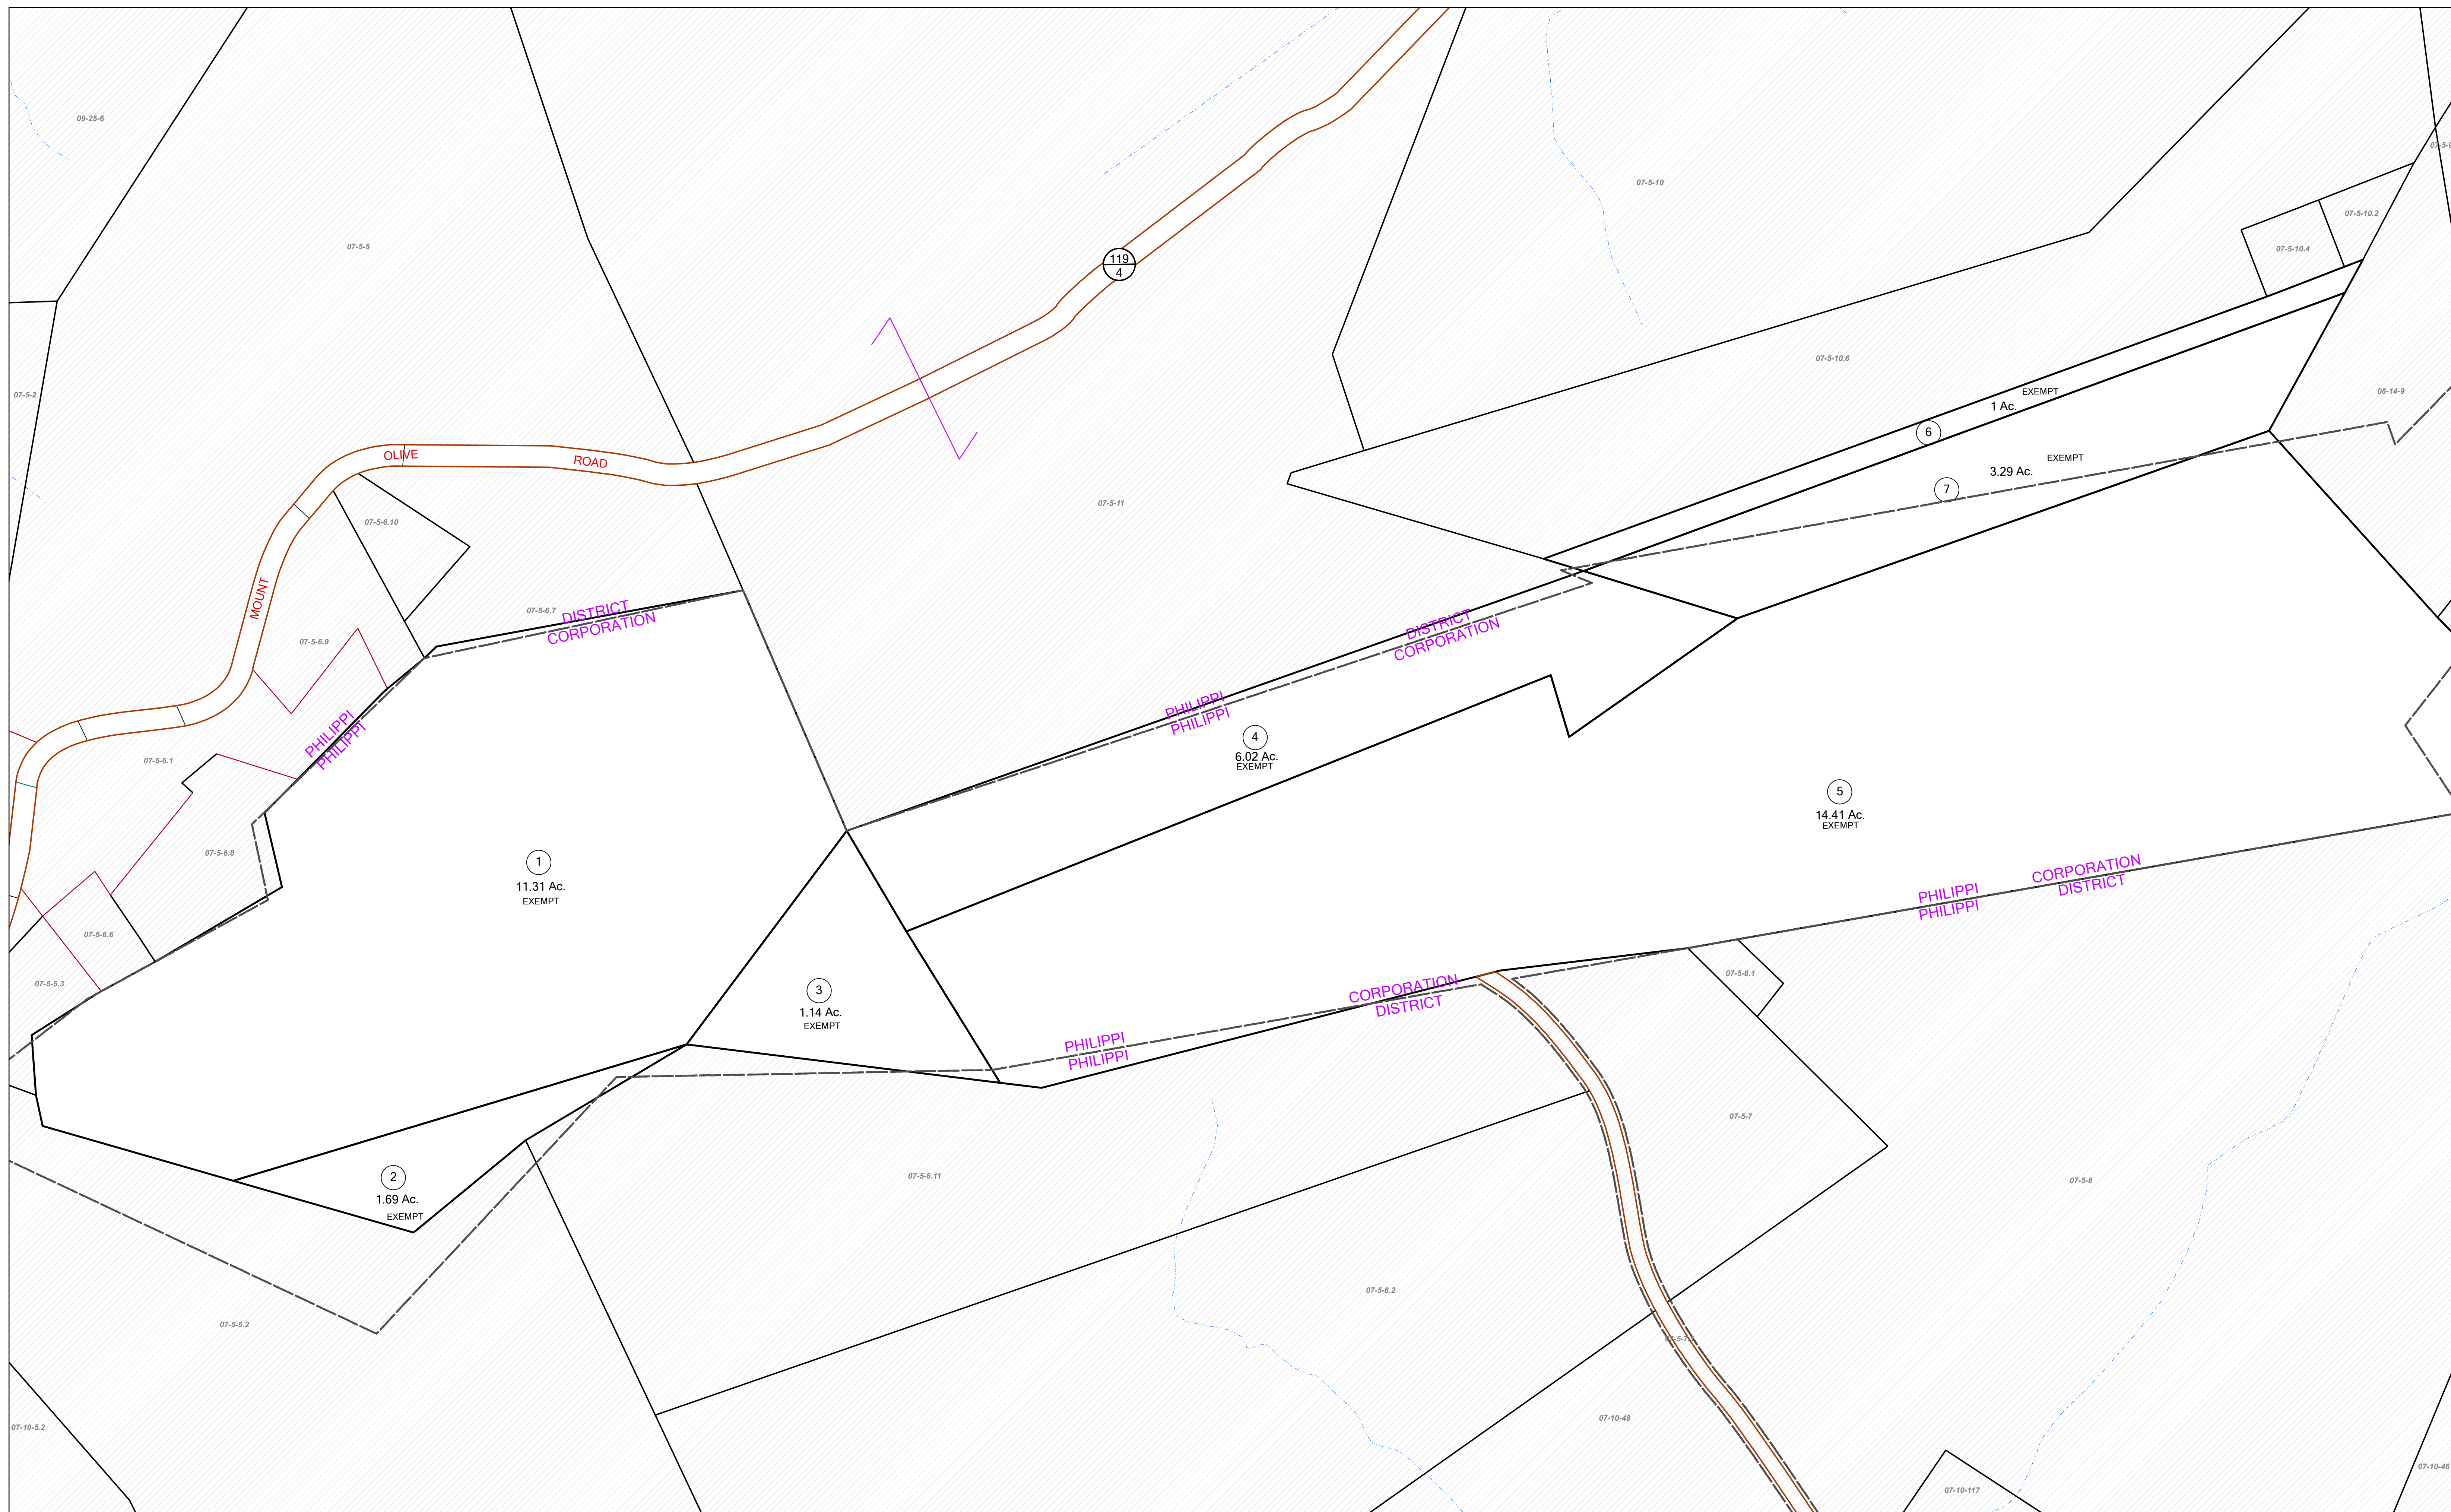 09-25-6
07-5-10
07-5-9
07-5-10.2
07-5-5
07-5-10.4
119
4
07-5-10.6
07-5-2
08-14-9
EXEMPT
1 Ac.
6
OLIVE
ROAD
EXEMPT
3.29 Ac.
7
07-5-11
07-5-6.10
MOUNT
07-5-6.7
DISTRICT
CORPORATION
07-5-6.9
DISTRICT
CORPORATION
PHILIPPI
PHILIPPI
PHILIPPI
PHILIPPI
4
6.02 Ac.
EXEMPT
07-5-6.1
5
14.41 Ac.
EXEMPT
07-5-6.8
1
11.31 Ac.
EXEMPT
PHILIPPI
CORPORATION
PHILIPPI
DISTRICT
07-5-6.6
07-5-5.3
3
1.14 Ac.
EXEMPT
CORPORATION
DISTRICT
PHILIPPI
PHILIPPI
07-5-8.1
07-5-7
2
1.69 Ac.
EXEMPT
07-5-6.11
07-5-8
07-5-6.2
07-5-5.2
07-10-48
07-10-5.2
07-10-46
07-10-117